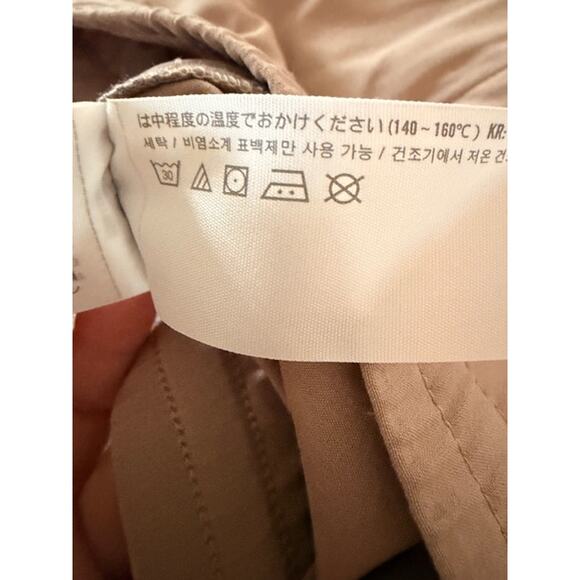 は中程度の温度でおかけください(140~160℃) KR:
세탁 / 비염소계 표백제만 사용 가능 / 건조기에서 저온 건
30